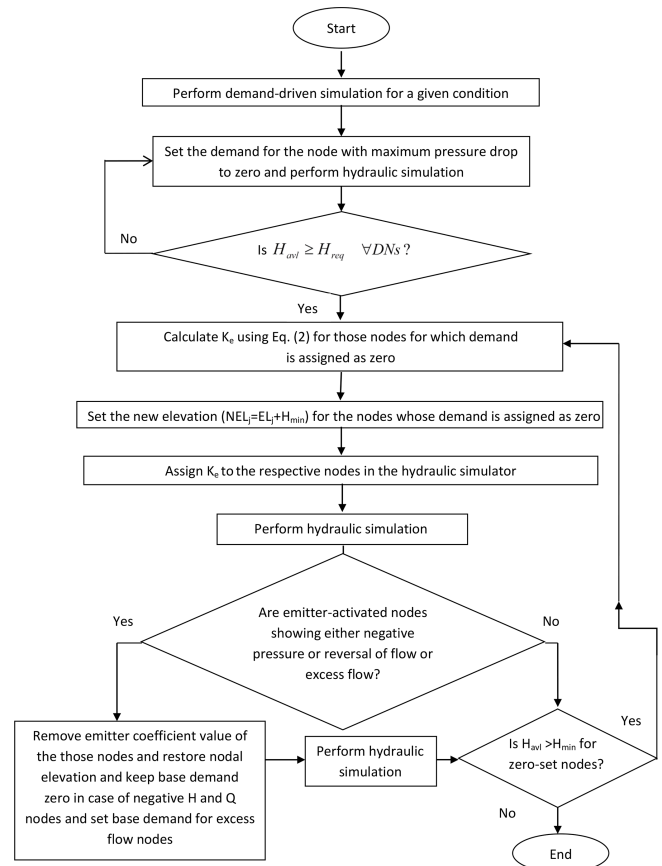 Start
Perform demand-driven simulation for a given condition
Set the demand for the node with maximum pressure drop
to zero and perform hydraulic simulation
No
Is H_avl ≥ H_req ∀DNs ?
Yes
Calculate K_e using Eq. (2) for those nodes for which demand
is assigned as zero
Set the new elevation (NEL_j=EL_j+H_min) for the nodes whose demand is assigned as zero
Assign K_e to the respective nodes in the hydraulic simulator
Perform hydraulic simulation
Yes
Are emitter-activated nodes
showing either negative
pressure or reversal of flow or
excess flow?
No
Remove emitter coefficient value of
the those nodes and restore nodal
elevation and keep base demand
zero in case of negative H and Q
nodes and set base demand for excess
flow nodes
Perform hydraulic
simulation
Is H_avl >H_min for
zero-set nodes?
Yes
No
End